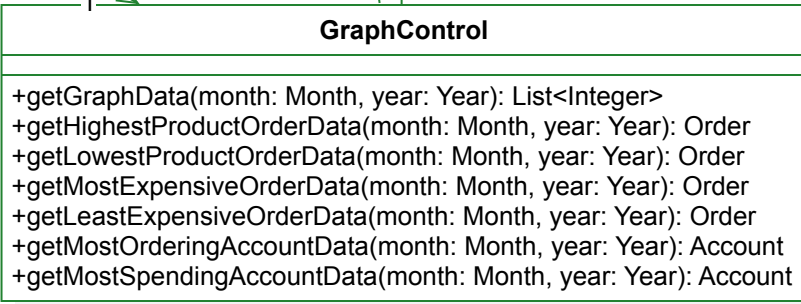 GraphControl
+getGraphData(month: Month, year: Year): List<Integer>
+getHighestProductOrderData(month: Month, year: Year): Order
+getLowestProductOrderData(month: Month, year: Year): Order
+getMostExpensiveOrderData(month: Month, year: Year): Order
+getLeastExpensiveOrderData(month: Month, year: Year): Order
+getMostOrderingAccountData(month: Month, year: Year): Account
+getMostSpendingAccountData(month: Month, year: Year): Account